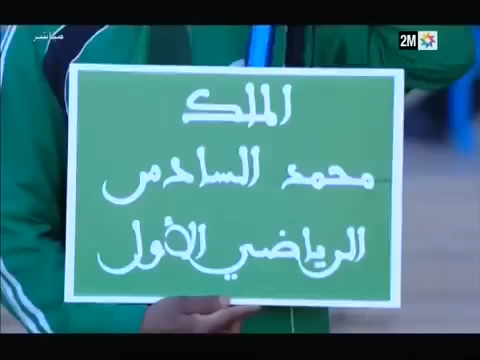 مباشر
2M
الملك
محمد السادس
الرياضي الأول